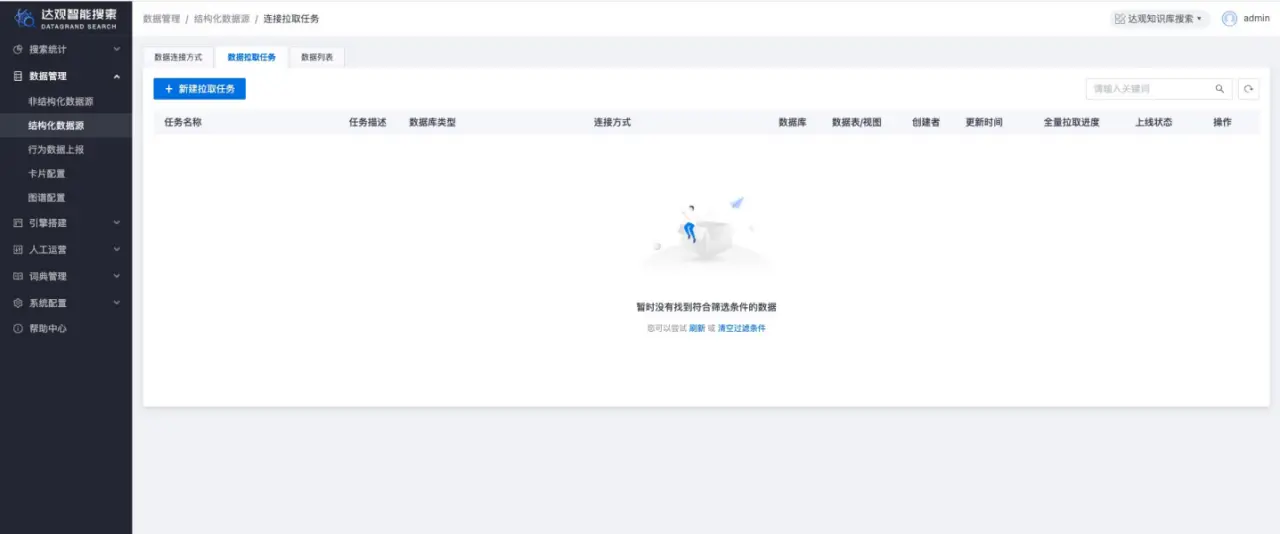 达观智能搜索
DATAGRAND SEARCH
数据管理 / 结构化数据源 / 连接拉取任务
达观知识库搜索
admin
搜索统计
数据管理
非结构化数据源
结构化数据源
行为数据上报
卡片配置
图谱配置
引擎搭建
人工运营
词典管理
系统配置
帮助中心
数据连接方式 数据拉取任务 数据列表
+ 新建拉取任务
请输入关键词
任务名称 任务描述 数据库类型 连接方式 数据库 数据表/视图 创建者 更新时间 全量拉取进度 上线状态 操作
暂时没有找到符合筛选条件的数据
您可以尝试 刷新 或 清空过滤条件